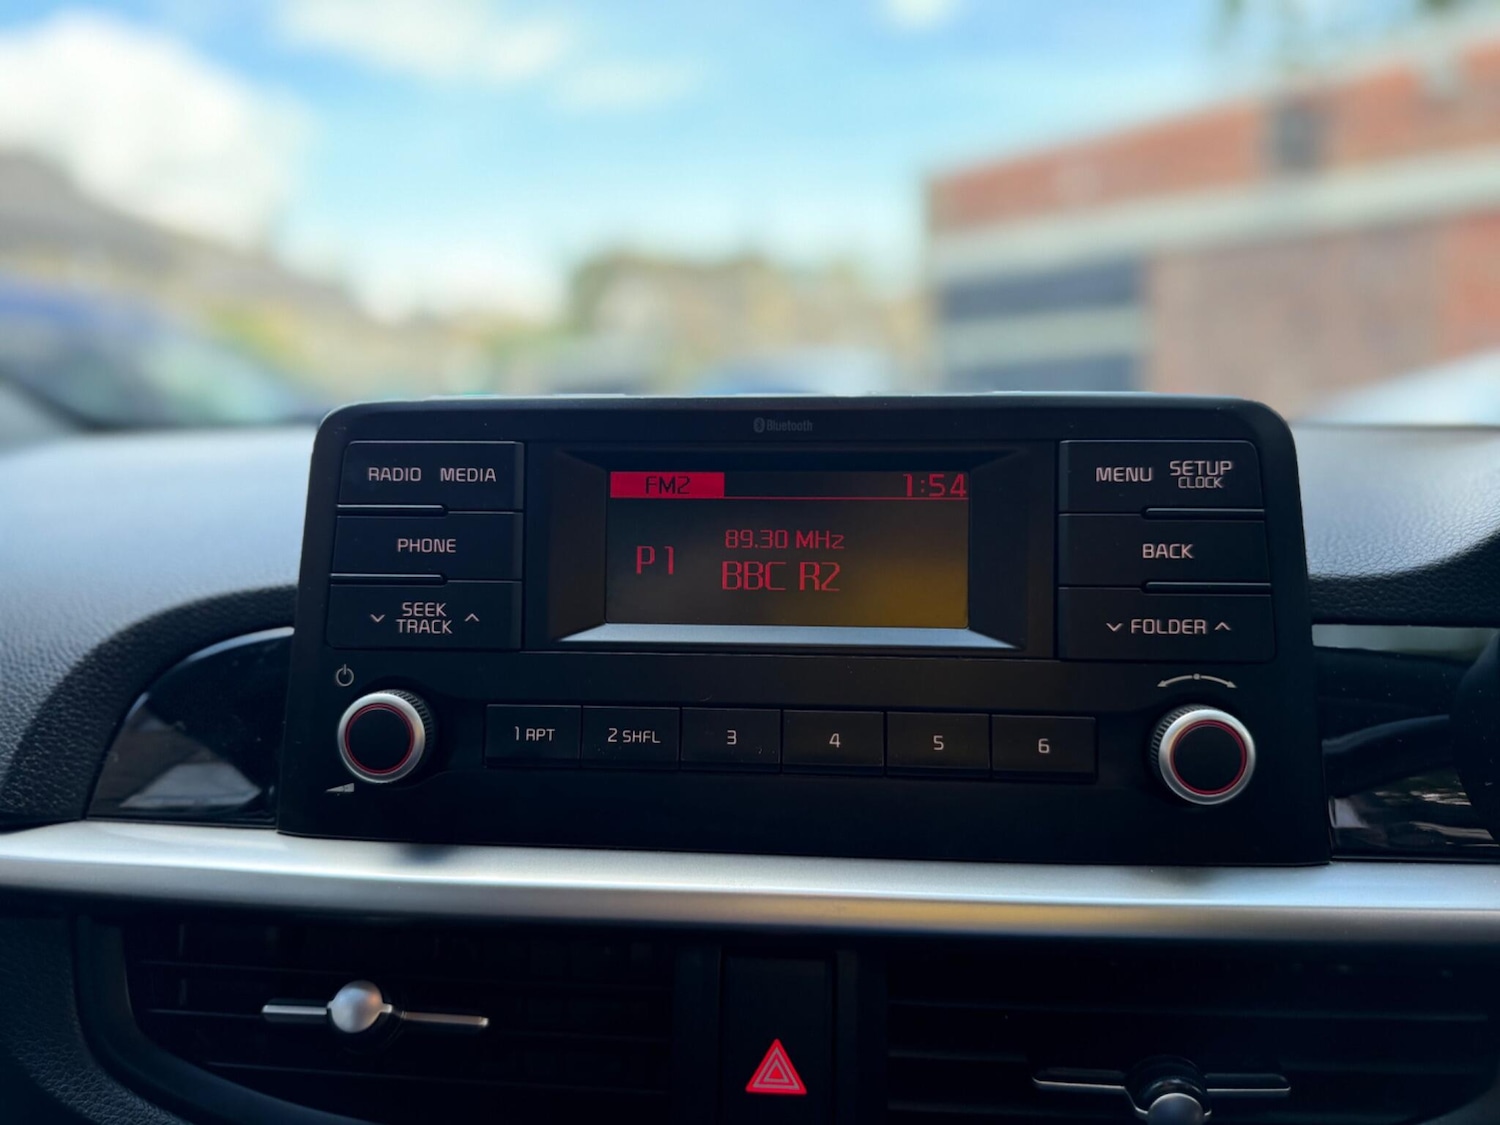 Bluetooth
RADIO MEDIA
PHONE
SEEK
TRACK
FM2 1:54
89.30 MHz
P1
BBC R2
MENU SETUP
CLOCK
BACK
FOLDER
1 RPT 2 SHFL 3 4 5 6